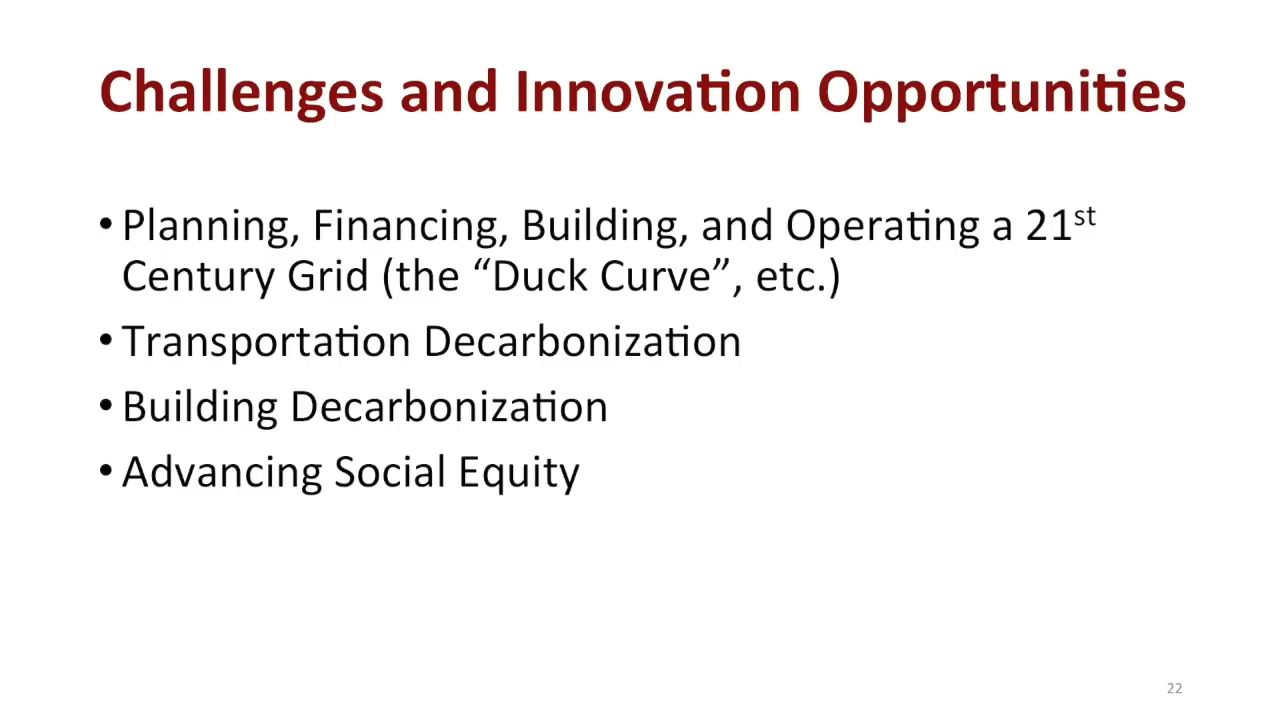 Challenges and Innovation Opportunities
• Planning, Financing, Building, and Operating a 21st
Century Grid (the “Duck Curve”, etc.)
• Transportation Decarbonization
• Building Decarbonization
• Advancing Social Equity
22